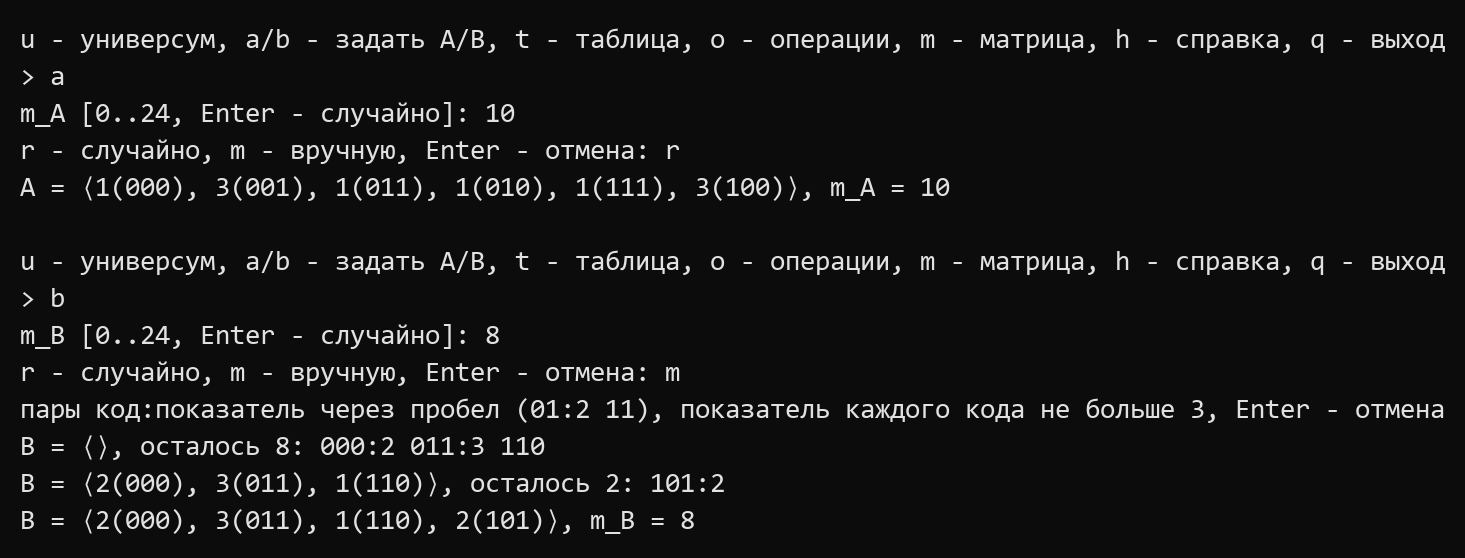 u - универсум, a/b - задать A/B, t - таблица, o - операции, m - матрица, h - справка, q - выход
> a
m_A [0..24, Enter - случайно]: 10
r - случайно, m - вручную, Enter - отмена: r
A = ⟨1(000), 3(001), 1(011), 1(010), 1(111), 3(100)⟩, m_A = 10
u - универсум, a/b - задать A/B, t - таблица, o - операции, m - матрица, h - справка, q - выход
> b
m_B [0..24, Enter - случайно]: 8
r - случайно, m - вручную, Enter - отмена: m
пары код:показатель через пробел (01:2 11), показатель каждого кода не больше 3, Enter - отмена
B = ⟨⟩, осталось 8: 000:2 011:3 110
B = ⟨2(000), 3(011), 1(110)⟩, осталось 2: 101:2
B = ⟨2(000), 3(011), 1(110), 2(101)⟩, m_B = 8